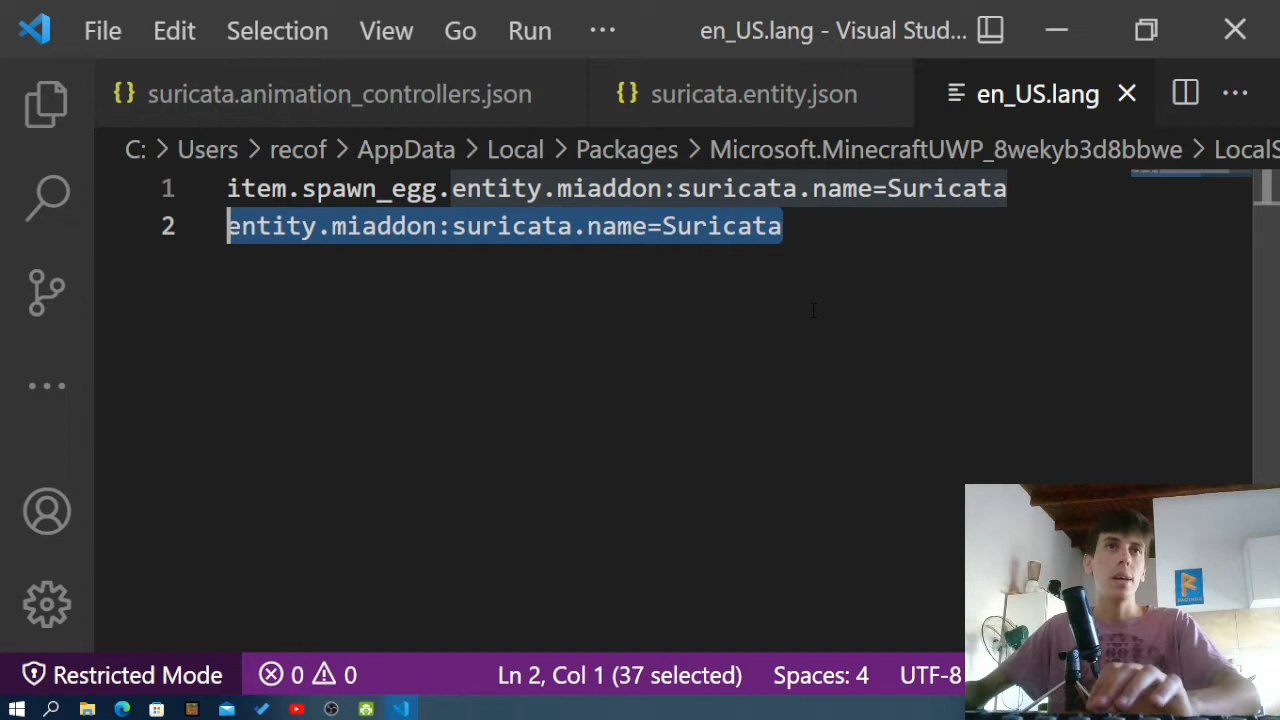 File Edit Selection View Go Run ··· en_US.lang - Visual Stud...
{} suricata.animation_controllers.json {} suricata.entity.json en_US.lang
C: > Users > recof > AppData > Local > Packages > Microsoft.MinecraftUWP_8wekyb3d8bbwe > LocalS
1 item.spawn_egg.entity.miaddon:suricata.name=Suricata
2 entity.miaddon:suricata.name=Suricata
Restricted Mode 0 0 Ln 2, Col 1 (37 selected) Spaces: 4 UTF-8